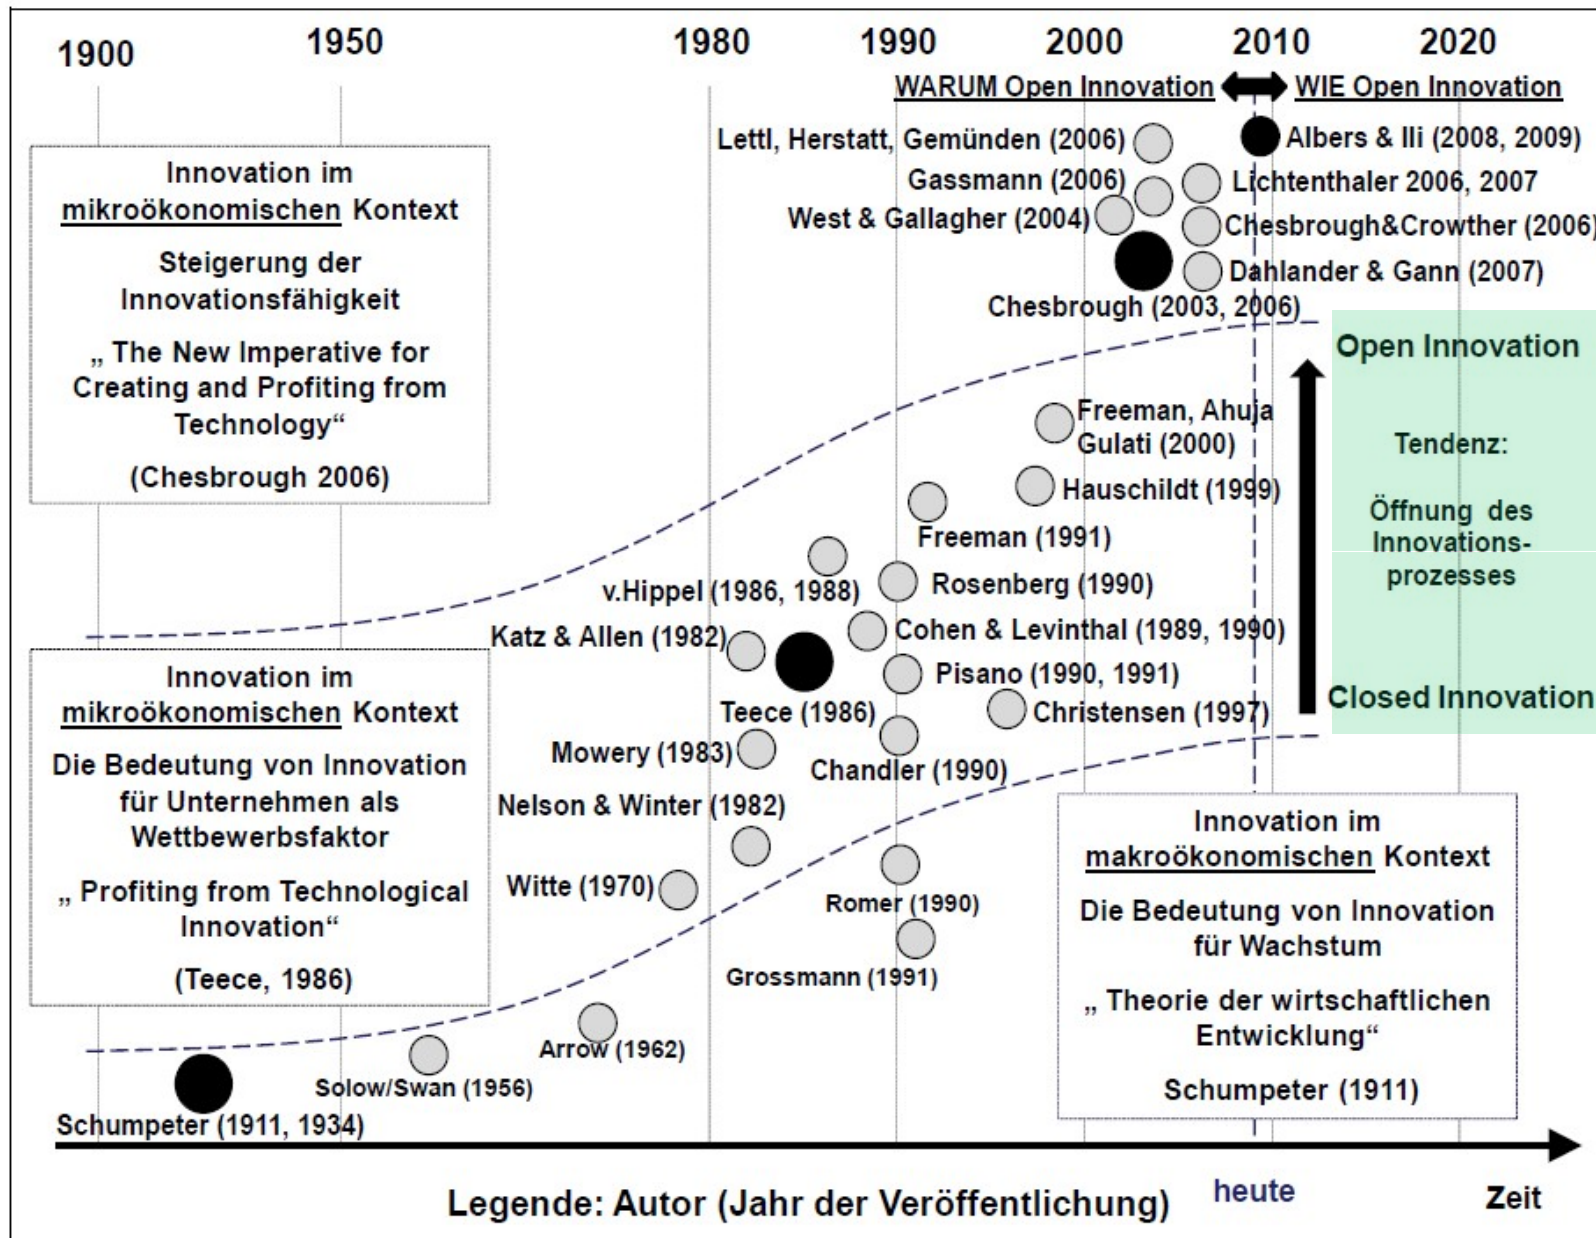 1900
1950
1980
1990
2000
2010
2020
WARUM Open Innovation
WIE Open Innovation
Lettl, Herstatt, Gemünden (2006)
Albers & Ili (2008, 2009)
Gassmann (2006)
Lichtenthaler 2006, 2007
West & Gallagher (2004)
Chesbrough&Crowther (2006)
Dahlander & Gann (2007)
Chesbrough (2003, 2006)
Innovation im
mikroökonomischen Kontext
Steigerung der
Innovationsfähigkeit
„ The New Imperative for
Creating and Profiting from
Technology“
(Chesbrough 2006)
Open Innovation
Tendenz:
Öffnung des
Innovations-
prozesses
Closed Innovation
Freeman, Ahuja
Gulati (2000)
Hauschildt (1999)
Freeman (1991)
v.Hippel (1986, 1988)
Rosenberg (1990)
Katz & Allen (1982)
Cohen & Levinthal (1989, 1990)
Pisano (1990, 1991)
Teece (1986)
Christensen (1997)
Mowery (1983)
Chandler (1990)
Nelson & Winter (1982)
Witte (1970)
Romer (1990)
Grossmann (1991)
Arrow (1962)
Solow/Swan (1956)
Schumpeter (1911, 1934)
Innovation im
mikroökonomischen Kontext
Die Bedeutung von Innovation
für Unternehmen als
Wettbewerbsfaktor
„ Profiting from Technological
Innovation“
(Teece, 1986)
Innovation im
makroökonomischen Kontext
Die Bedeutung von Innovation
für Wachstum
„ Theorie der wirtschaftlichen
Entwicklung“
Schumpeter (1911)
Legende: Autor (Jahr der Veröffentlichung)
heute
Zeit